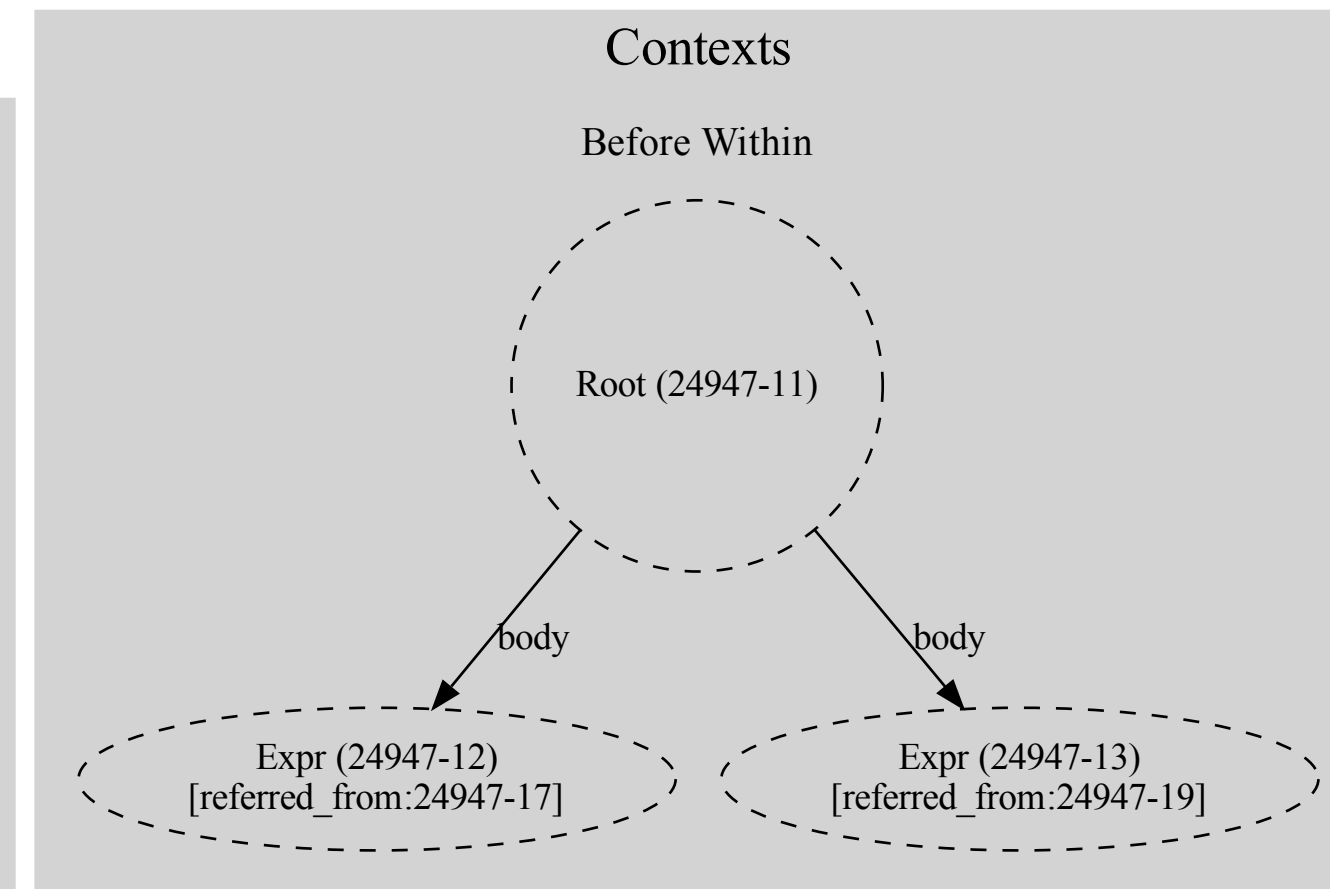 Contexts
Before Within
Root (24947-11)
body
body
Expr (24947-12)
[referred_from:24947-17]
Expr (24947-13)
[referred_from:24947-19]